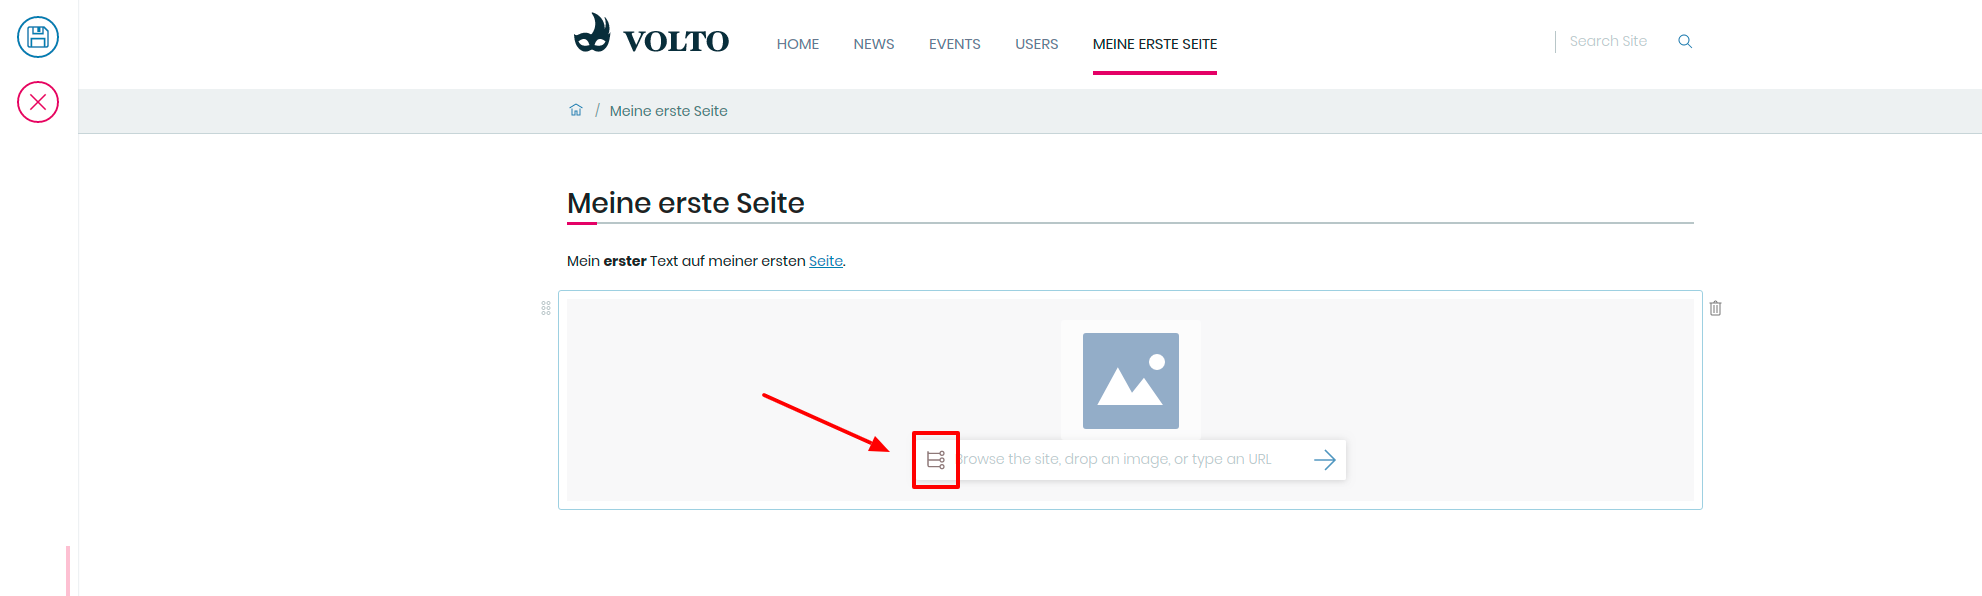 VOLTO
HOME NEWS EVENTS USERS MEINE ERSTE SEITE
Search Site
/ Meine erste Seite
Meine erste Seite
Mein erster Text auf meiner ersten Seite.
Browse the site, drop an image, or type an URL